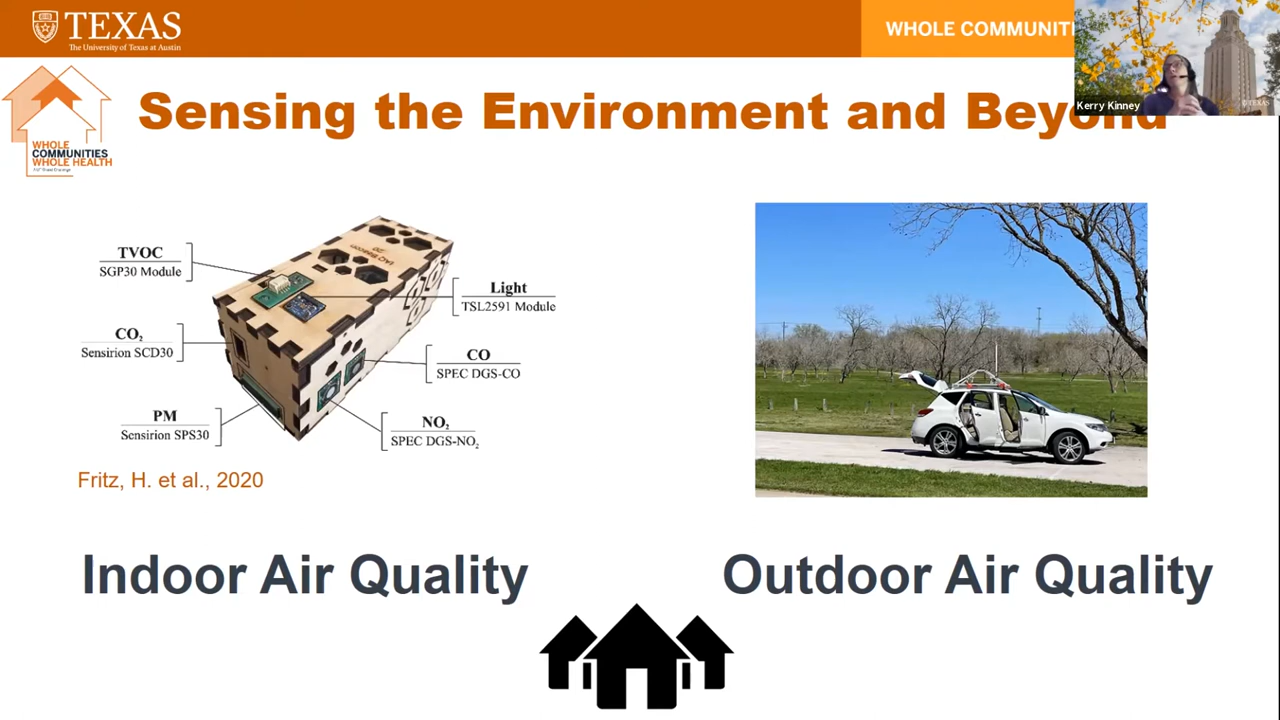 TEXAS
The University of Texas at Austin
WHOLE COMMUNITI
Kerry Kinney
TEXAS
WHOLE
COMMUNITIES
WHOLE HEALTH
Sensing the Environment and Beyond
TVOC
SGP30 Module
Light
TSL2591 Module
CO₂
Sensirion SCD30
CO
SPEC DGS-CO
PM
Sensirion SPS30
NO₂
SPEC DGS-NO₂
Fritz, H. et al., 2020
Indoor Air Quality
Outdoor Air Quality